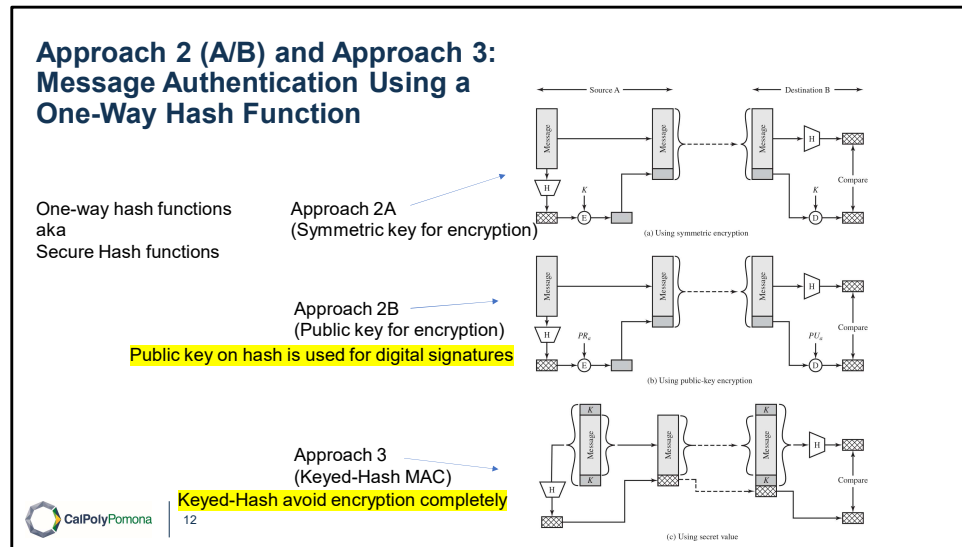 Approach 2 (A/B) and Approach 3:
Message Authentication Using a
One-Way Hash Function
One-way hash functions
aka
Secure Hash functions
Approach 2A
(Symmetric key for encryption)
Approach 2B
(Public key for encryption)
Public key on hash is used for digital signatures
Approach 3
(Keyed-Hash MAC)
Keyed-Hash avoid encryption completely
Source A
Destination B
Message
Message
Message
H
Compare
H
K
K
E
D
(a) Using symmetric encryption
Message
Message
Message
H
Compare
H
PRa
PUa
E
D
(b) Using public-key encryption
K
K
Message
Message
Message
H
Compare
K
K
H
(c) Using secret value
CalPolyPomona
12